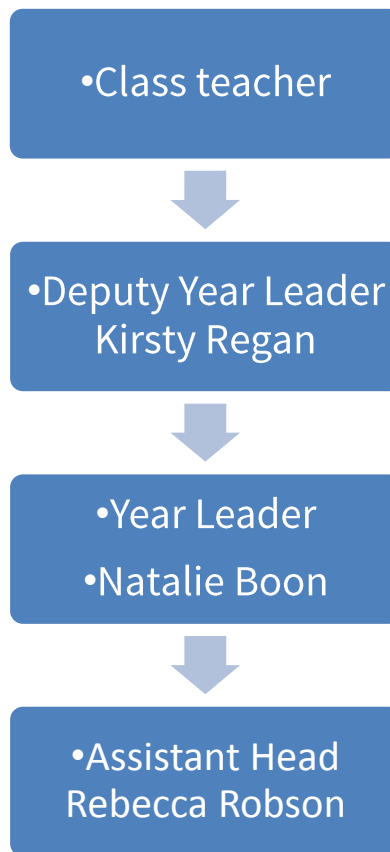 •Class teacher
•Deputy Year Leader
Kirsty Regan
•Year Leader
•Natalie Boon
•Assistant Head
Rebecca Robson